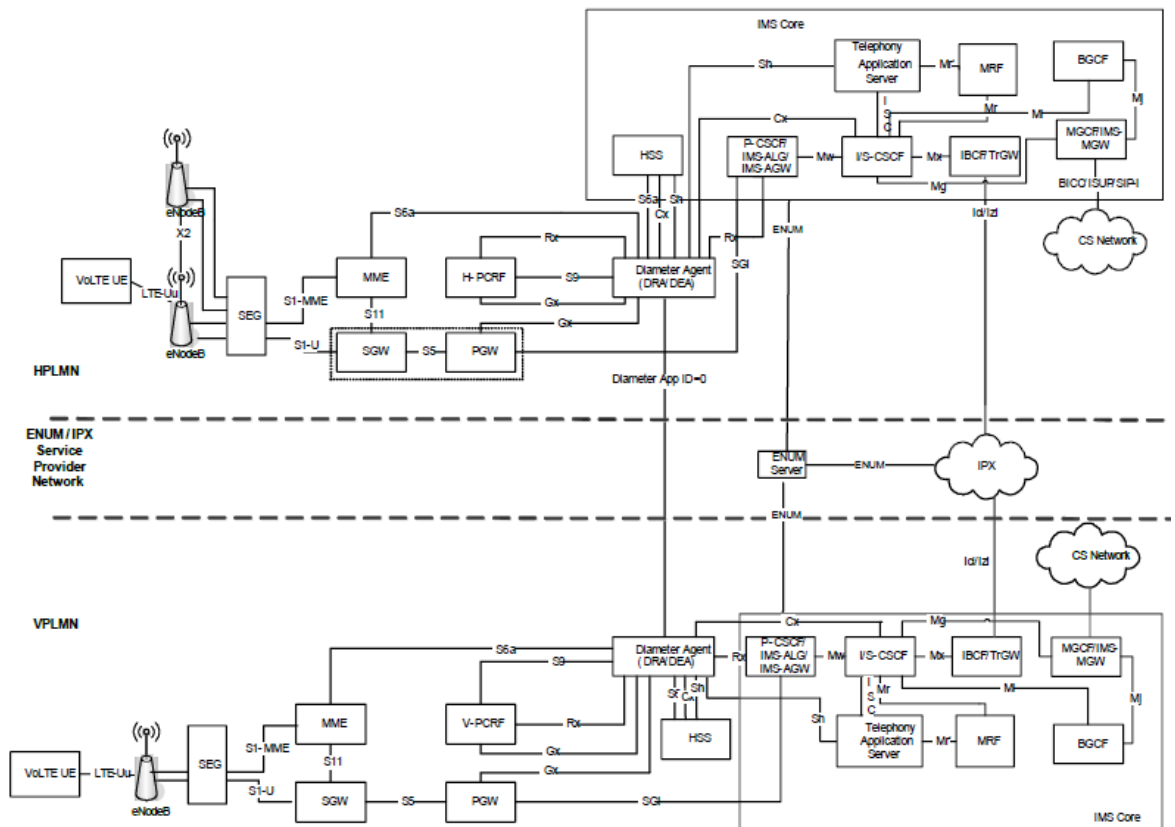 IMS Core
Telephony
Application
Server
Sh
Mr'
MRF
BGCF
I
S
C
Mr
Mi
Mj
Cx
HSS
P-CSCF/
IMS-ALG/
IMS-AGW
Mw
I/S-CSCF
Mx
IBCF/TrGW
MGCF/IMS-
MGW
Mg
BICC/ISUP/SIP-I
eNodeB
S6a
Cx
Sh
S6a
Rx
Rx
SGi
ENUM
Ici/Izi
CS Network
X2
VoLTE UE
LTE-Uu
SEG
S1-MME
MME
H-PCRF
S9
Diameter Agent
(DRA/DEA)
Gx
S11
Gx
eNodeB
S1-U
SGW
S5
PGW
HPLMN
Diameter App ID=0
ENUM / IPX
Service
Provider
Network
ENUM
Server
ENUM
IPX
ENUM
CS Network
Ici/Izi
VPLMN
Cx
Mg
S6a
Diameter Agent
(DRA/DEA)
Rx
P-CSCF/
IMS-ALG/
IMS-AGW
Mw
I/S-CSCF
Mx
IBCF/TrGW
MGCF/IMS-
MGW
S9
Cx
Sh
I
S
C
Mr
Mi
Mj
MME
V-PCRF
Rx
HSS
Sh
Telephony
Application
Server
Mr'
MRF
BGCF
SEG
S1-MME
S11
Gx
Gx
VoLTE UE
LTE-Uu
eNodeB
S1-U
SGW
S5
PGW
SGi
IMS Core